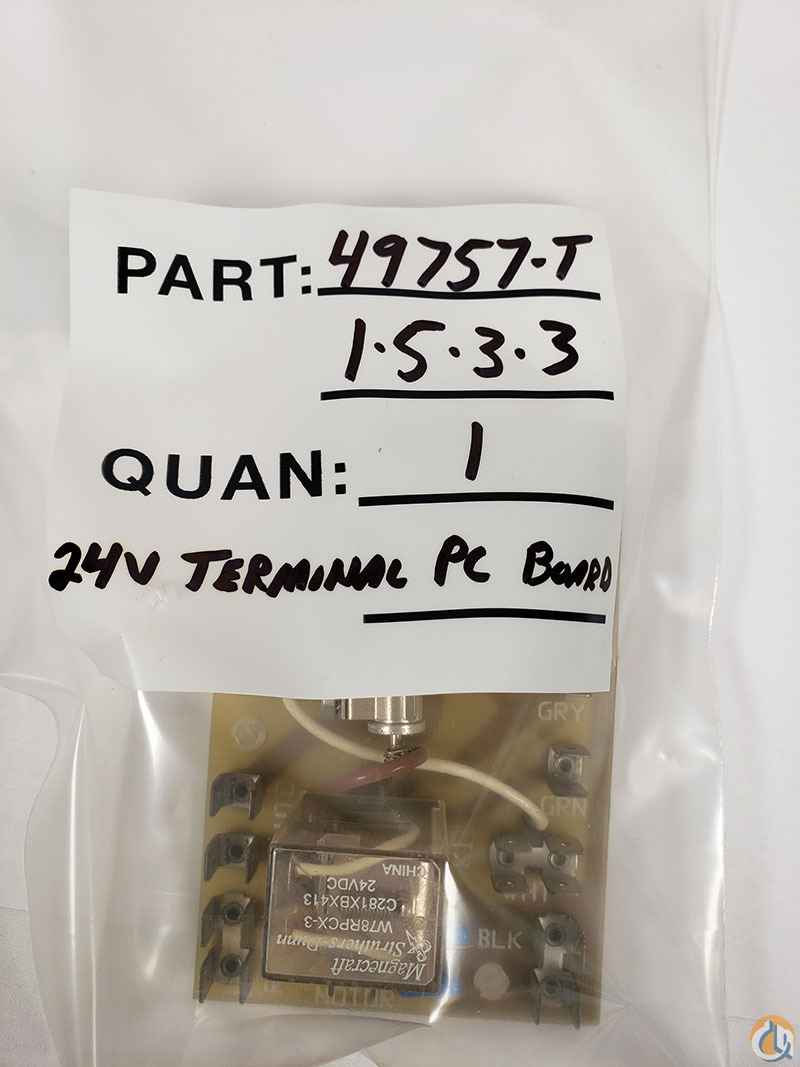 PART: 49757-T
1.5.3.3
QUAN: 1
24V TERMINAL PC BOARD
GRY
GRN
CHINA
24VDC
C281XBX413
W78RPCX-3
Struthers-Dunn
Magnecraft
BLK
MOTOR